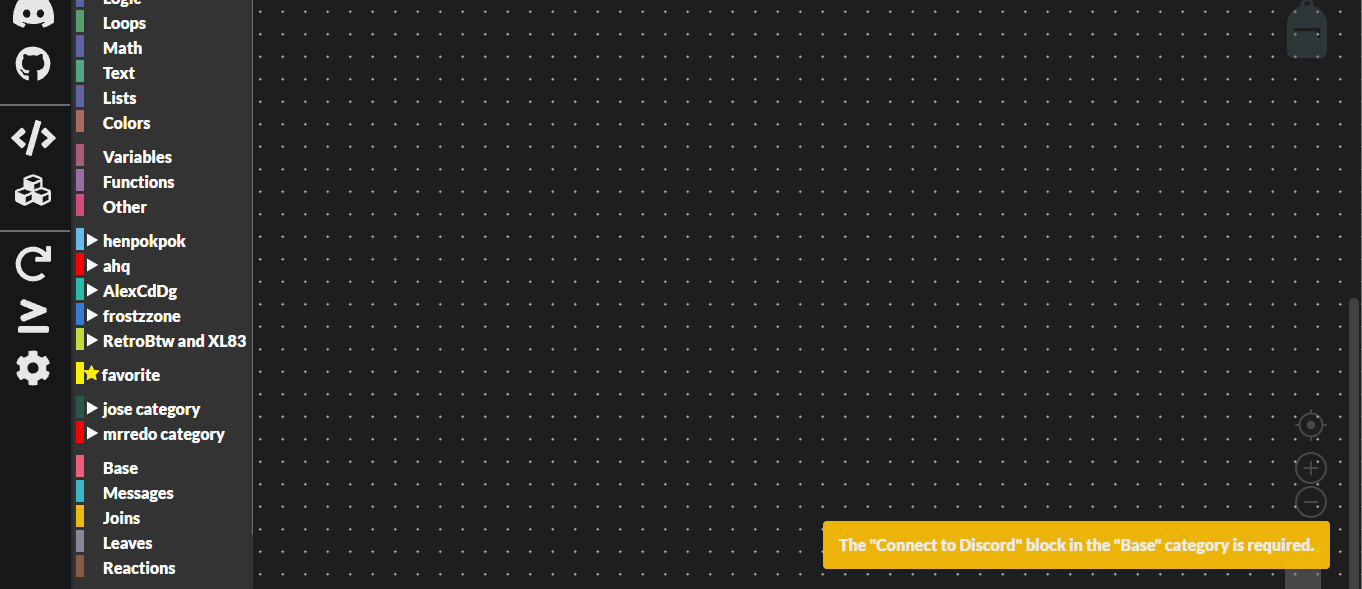 Logic
Loops
Math
Text
Lists
Colors
Variables
Functions
Other
henpokpok
ahq
AlexCdDg
frostzzone
RetroBtw and XL83
favorite
jose category
mrredo category
Base
Messages
Joins
Leaves
Reactions
The "Connect to Discord" block in the "Base" category is required.